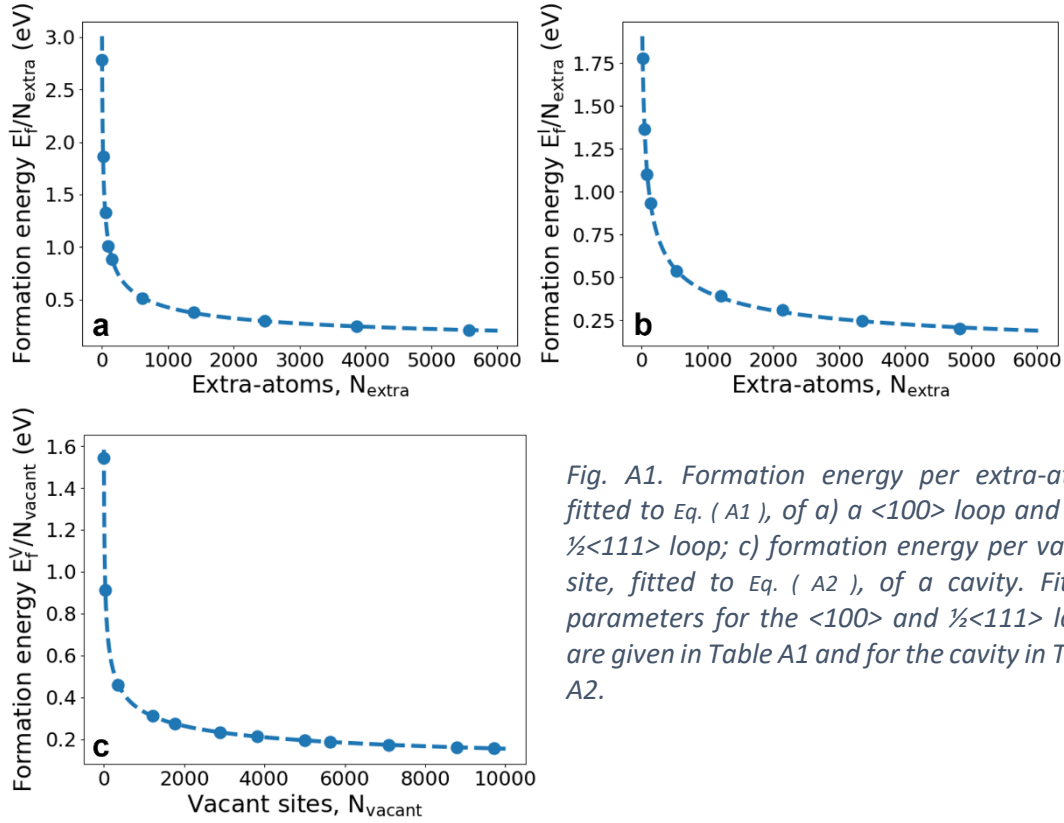 Formation energy E_f^I/N_extra (eV)
3.0
2.5
2.0
1.5
1.0
0.5
a
0 1000 2000 3000 4000 5000 6000
Extra-atoms, N_extra
Formation energy E_f^I/N_extra (eV)
1.75
1.50
1.25
1.00
0.75
0.50
0.25
b
0 1000 2000 3000 4000 5000 6000
Extra-atoms, N_extra
Formation energy E_f^V/N_vacant (eV)
1.6
1.4
1.2
1.0
0.8
0.6
0.4
0.2
c
0 2000 4000 6000 8000 10000
Vacant sites, N_vacant
Fig. A1. Formation energy per extra-at
fitted to Eq. ( A1 ), of a) a <100> loop and
½<111> loop; c) formation energy per va
site, fitted to Eq. ( A2 ), of a cavity. Fit
parameters for the <100> and ½<111> lo
are given in Table A1 and for the cavity in T
A2.